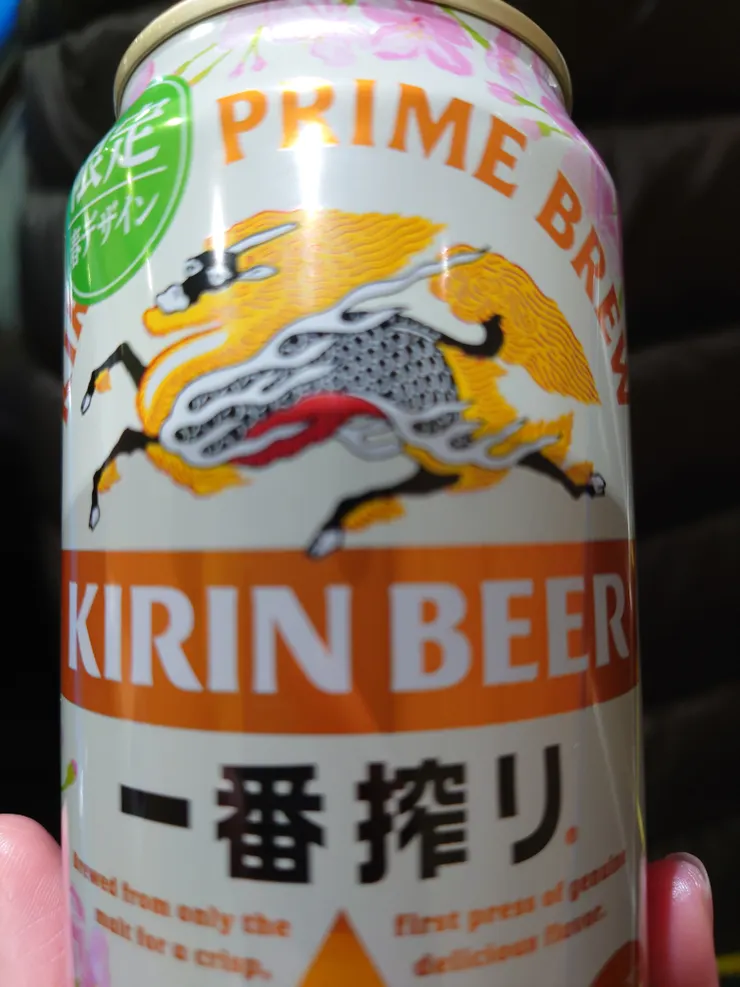 限定
春デザイン
PRIME BREW
KIRIN BEER
一番搾り
Brewed from only the
malt for a crisp,
first press of genuine
delicious flavor.